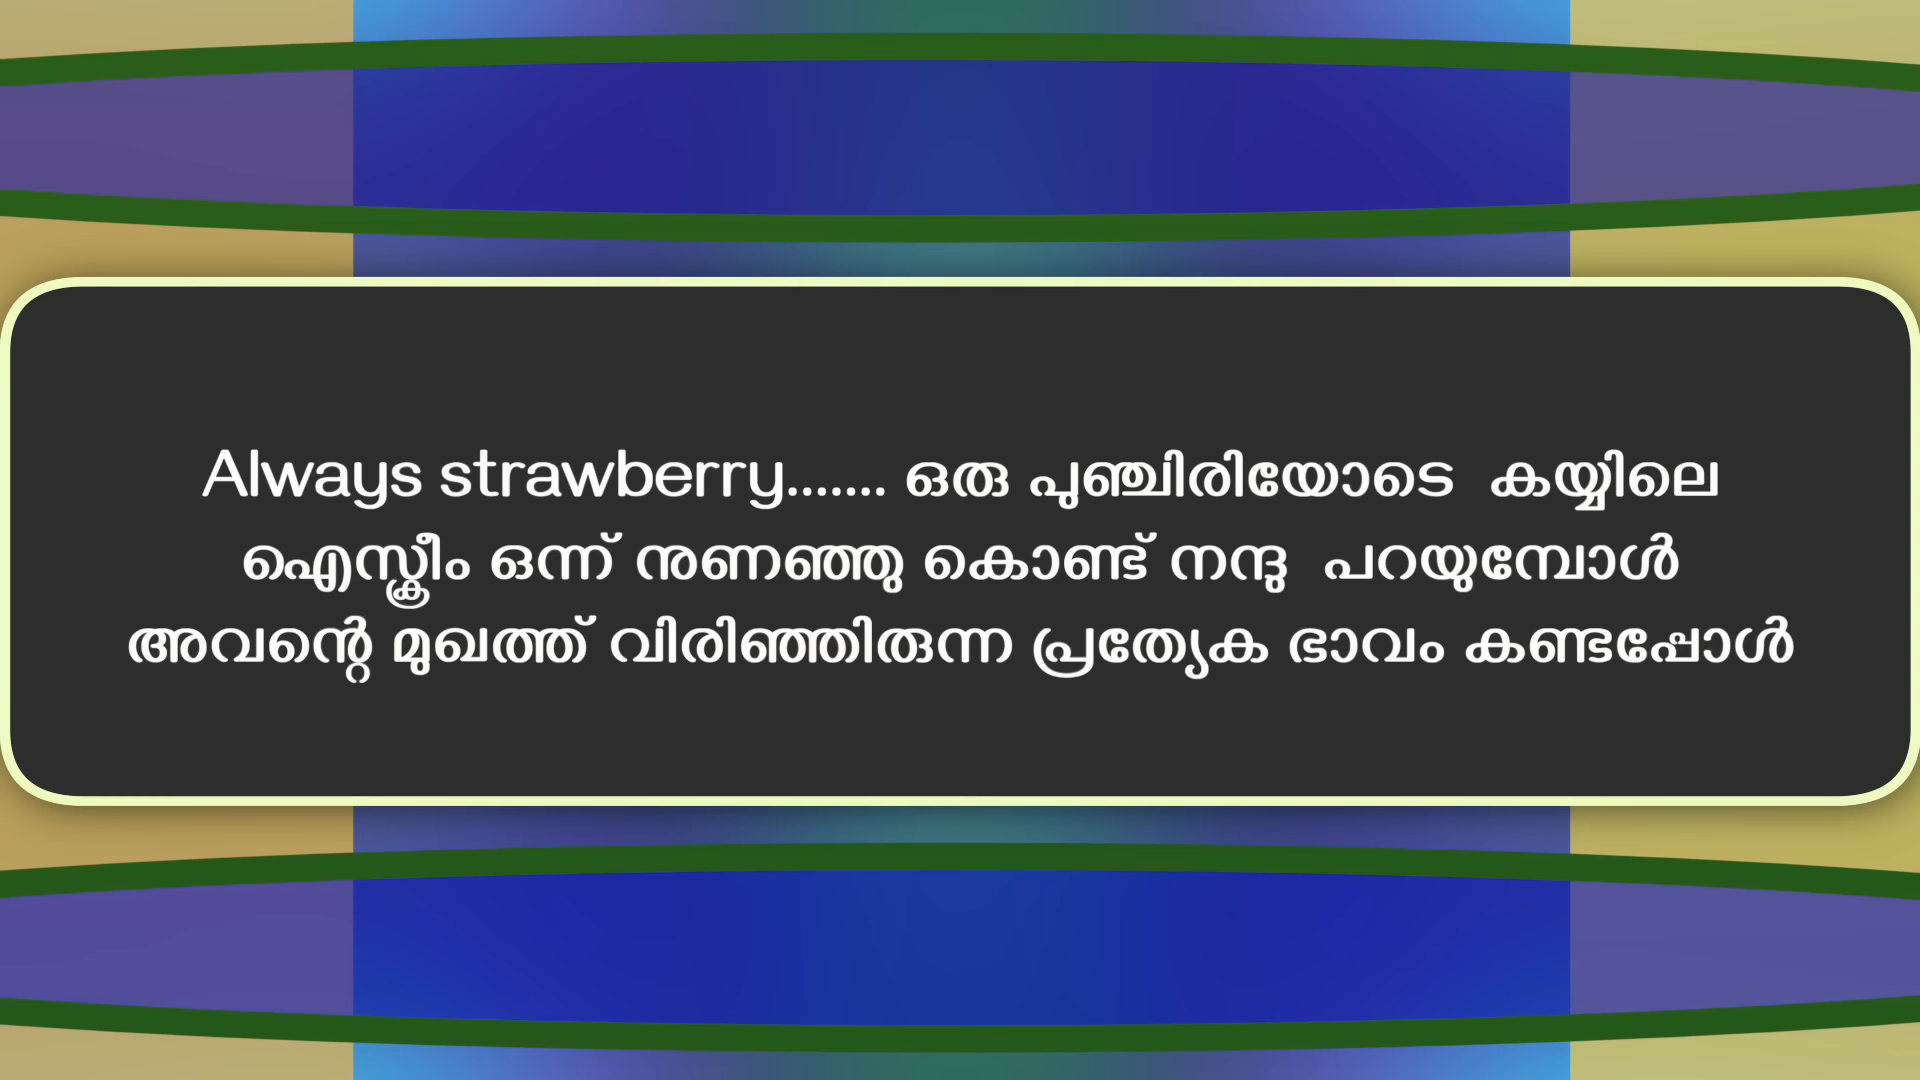 Always strawberry....... ഒരു പുഞ്ചിരിയോടെ  കയ്യിലെ
ഐസ്ക്രീം ഒന്ന് നുണഞ്ഞു കൊണ്ട് നന്ദു  പറയുമ്പോൾ
അവന്റെ മുഖത്ത് വിരിഞ്ഞിരുന്ന പ്രത്യേക ഭാവം കണ്ടപ്പോൾ